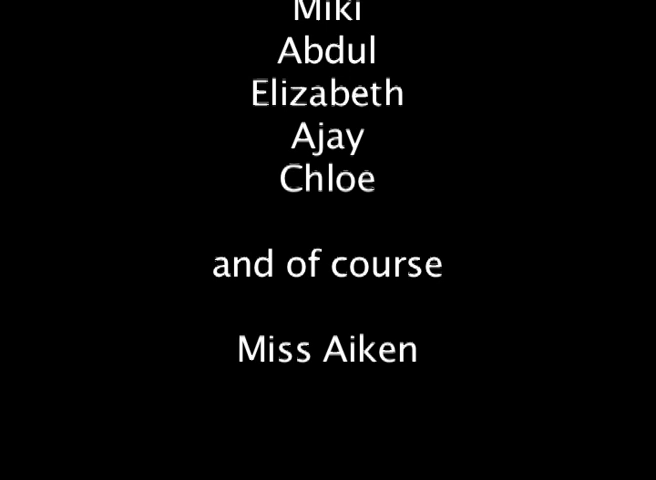 Miki
Abdul
Elizabeth
Ajay
Chloe
and of course
Miss Aiken